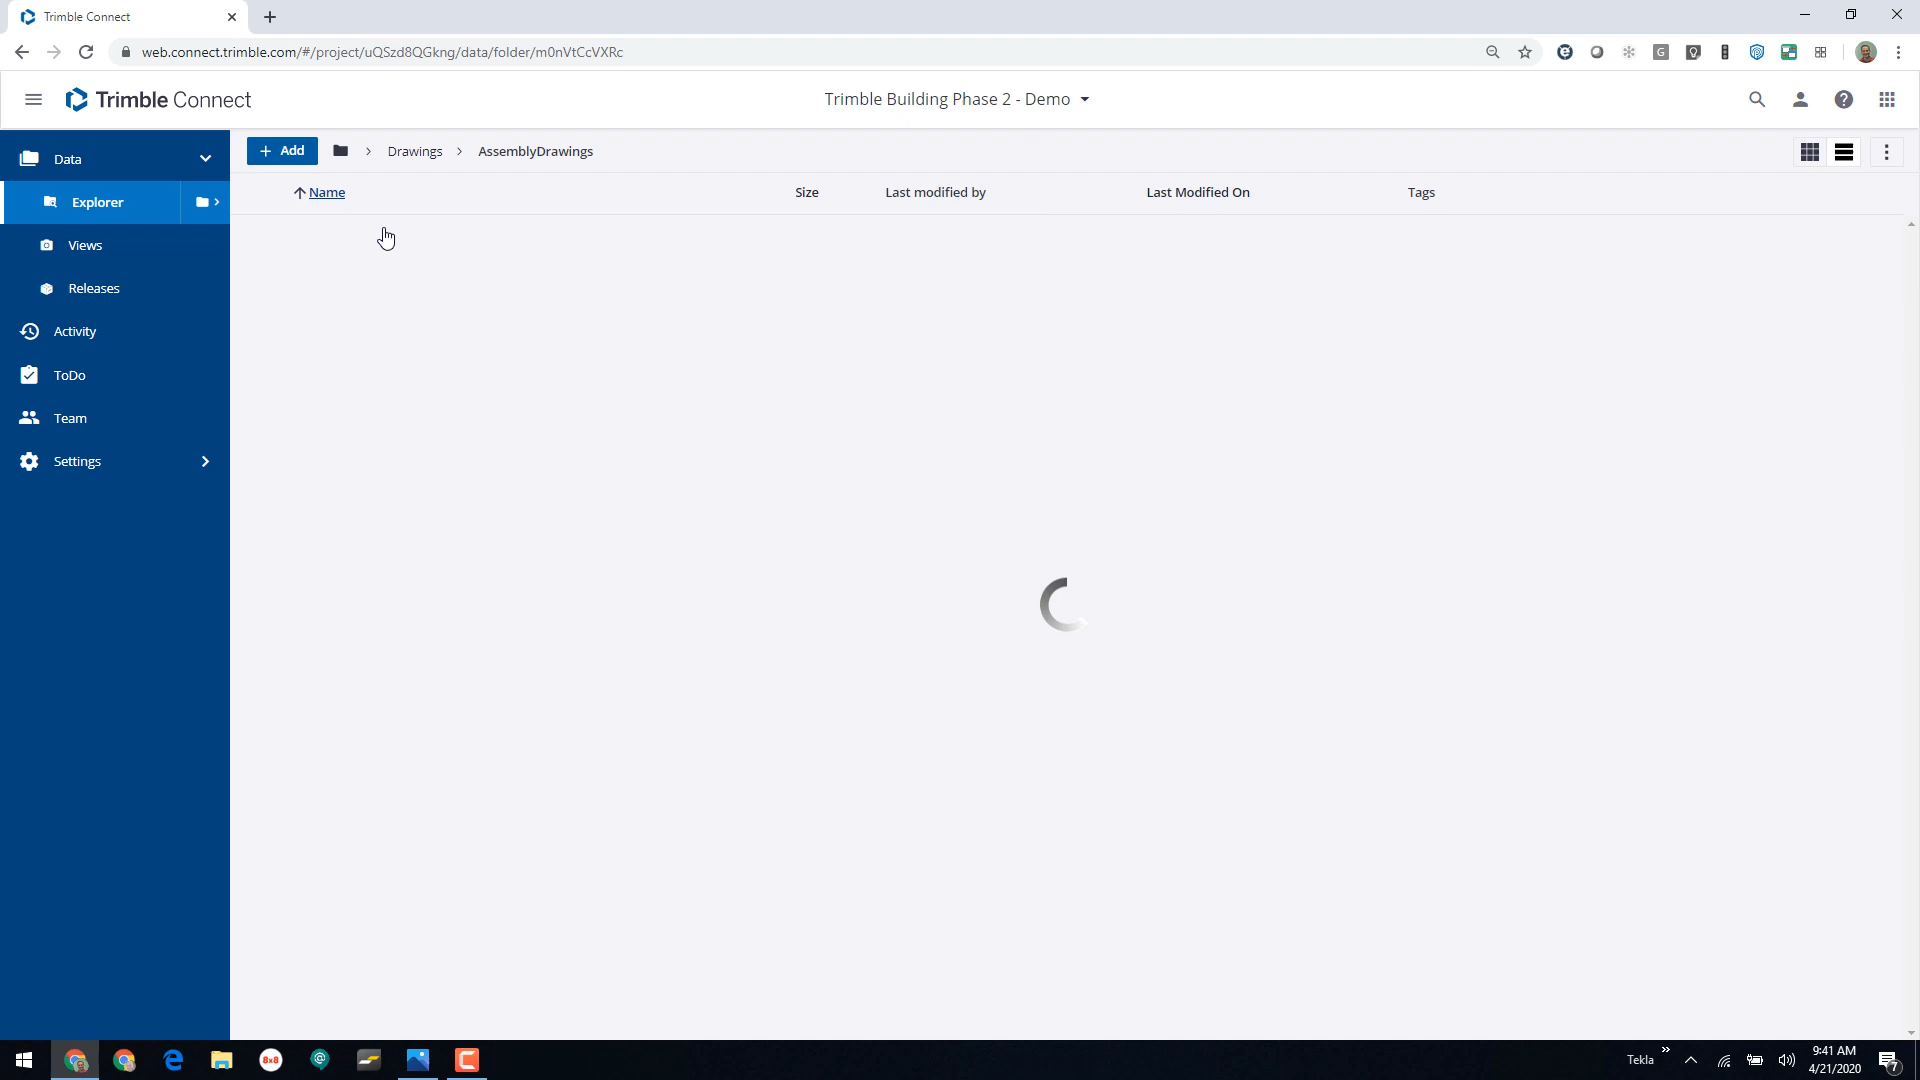 Trimble Connect
web.connect.trimble.com/#/project/uQSzd8QGkng/data/folder/m0nVtCcVXRc
Trimble Connect
Trimble Building Phase 2 - Demo
Data
Add
Drawings
AssemblyDrawings
Explorer
Name
Size
Last modified by
Last Modified On
Tags
Views
Releases
Activity
ToDo
Team
Settings
8x8
Tekla
9:41 AM
4/21/2020
7